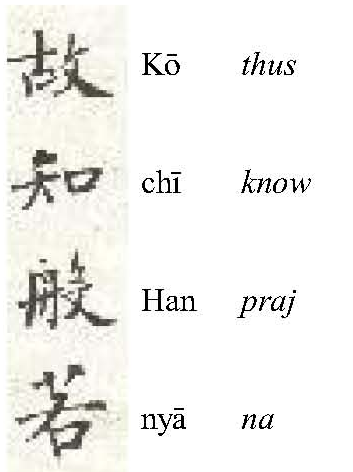 故 Kō thus
知 chī know
般 Han praj
若 nyā na